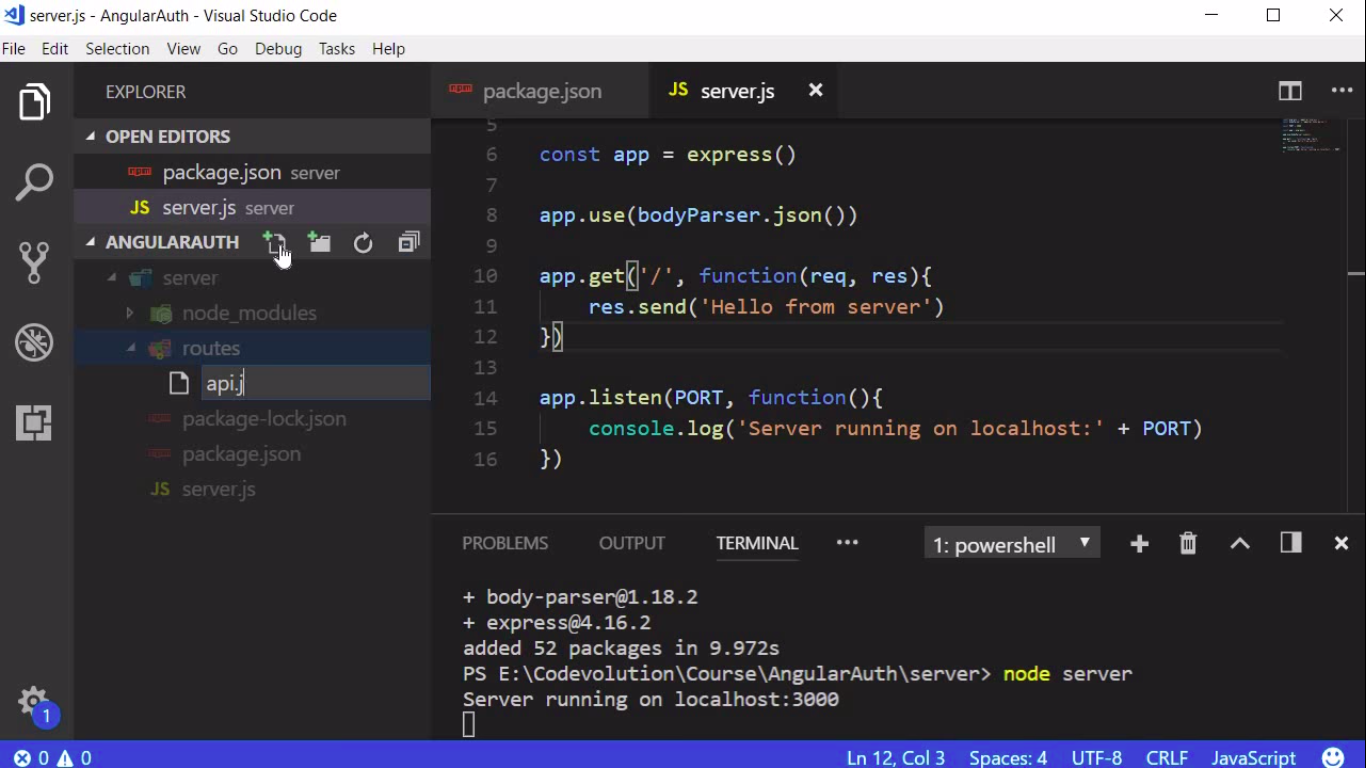 server.js - AngularAuth - Visual Studio Code
File Edit Selection View Go Debug Tasks Help
EXPLORER
OPEN EDITORS
package.json server
JS server.js server
ANGULARAUTH
server
node_modules
routes
api.j
package-lock.json
package.json
JS server.js
package.json
JS server.js
5
6 const app = express()
7
8 app.use(bodyParser.json())
9
10 app.get('/', function(req, res){
11 res.send('Hello from server')
12 })
13
14 app.listen(PORT, function(){
15 console.log('Server running on localhost:' + PORT)
16 })
PROBLEMS OUTPUT TERMINAL ••• 1: powershell
+ body-parser@1.18.2
+ express@4.16.2
added 52 packages in 9.972s
PS E:\Codevolution\Course\AngularAuth\server> node server
Server running on localhost:3000
1
0 0 Ln 12, Col 3 Spaces: 4 UTF-8 CRLF JavaScript